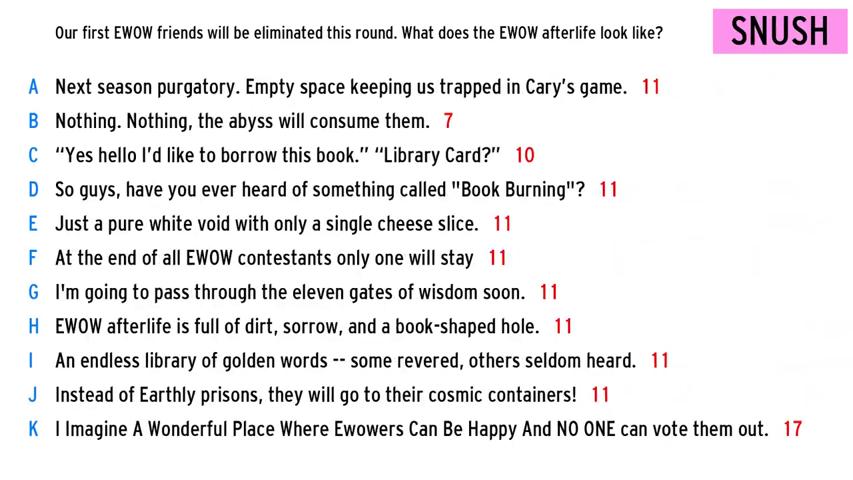 Our first EWOW friends will be eliminated this round. What does the EWOW afterlife look like?
SNUSH
A Next season purgatory. Empty space keeping us trapped in Cary’s game. 11
B Nothing. Nothing, the abyss will consume them. 7
C “Yes hello I’d like to borrow this book.” “Library Card?” 10
D So guys, have you ever heard of something called "Book Burning"? 11
E Just a pure white void with only a single cheese slice. 11
F At the end of all EWOW contestants only one will stay 11
G I'm going to pass through the eleven gates of wisdom soon. 11
H EWOW afterlife is full of dirt, sorrow, and a book-shaped hole. 11
I An endless library of golden words -- some revered, others seldom heard. 11
J Instead of Earthly prisons, they will go to their cosmic containers! 11
K I Imagine A Wonderful Place Where Ewowers Can Be Happy And NO ONE can vote them out. 17